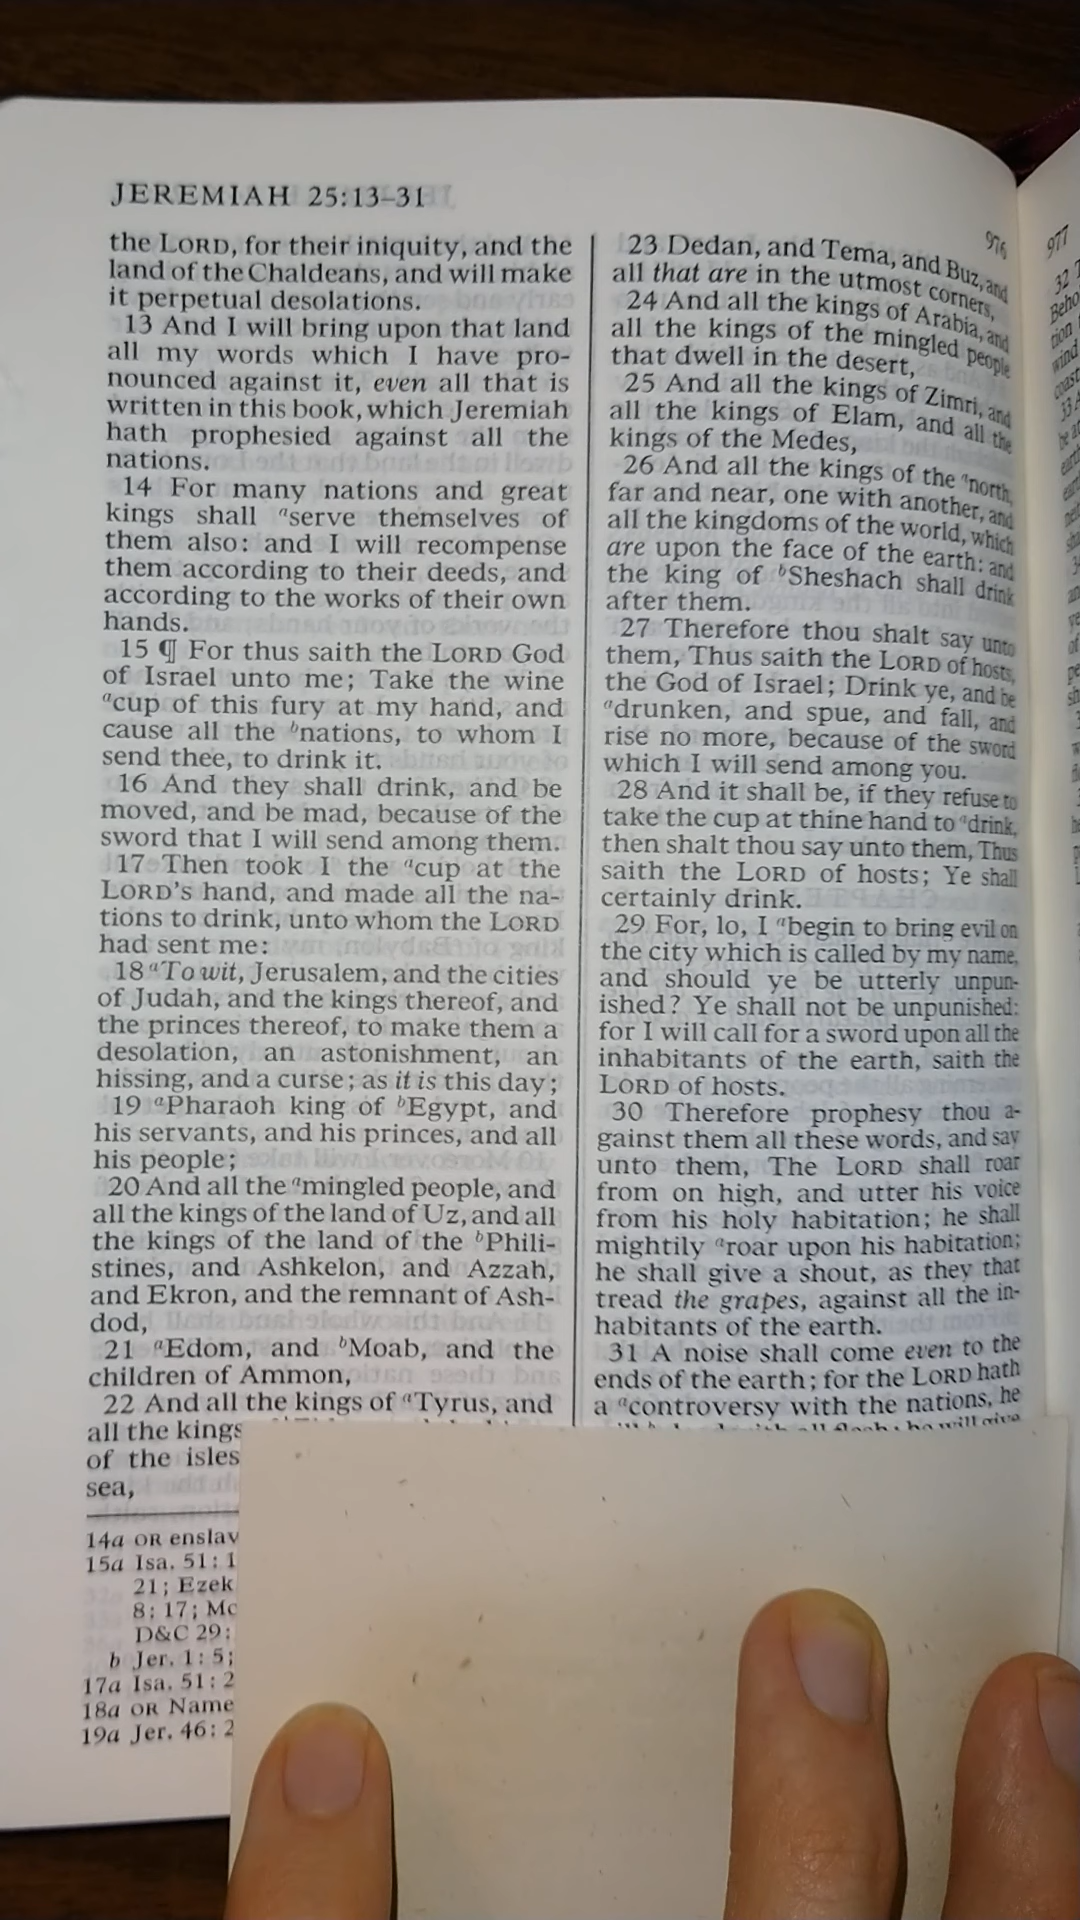 JEREMIAH 25:13–31
the LORD, for their iniquity, and the
land of the Chaldeans, and will make
it perpetual desolations.
13 And I will bring upon that land
all my words which I have pro-
nounced against it, even all that is
written in this book, which Jeremiah
hath prophesied against all the
nations.
14 For many nations and great
kings shall ᵃserve themselves of
them also: and I will recompense
them according to their deeds, and
according to the works of their own
hands.
15 ¶ For thus saith the LORD God
of Israel unto me; Take the wine
ᵃcup of this fury at my hand, and
cause all the ᵇnations, to whom I
send thee, to drink it.
16 And they shall drink, and be
moved, and be mad, because of the
sword that I will send among them.
17 Then took I the ᵃcup at the
LORD's hand, and made all the na-
tions to drink, unto whom the LORD
had sent me:
18 ᵃTo wit, Jerusalem, and the cities
of Judah, and the kings thereof, and
the princes thereof, to make them a
desolation, an astonishment, an
hissing, and a curse; as it is this day;
19 ᵃPharaoh king of ᵇEgypt, and
his servants, and his princes, and all
his people;
20 And all the ᵃmingled people, and
all the kings of the land of Uz, and all
the kings of the land of the ᵇPhili-
stines, and Ashkelon, and Azzah,
and Ekron, and the remnant of Ash-
dod,
21 ᵃEdom, and ᵇMoab, and the
children of Ammon,
22 And all the kings of ᵃTyrus, and
all the kings
of the isles
sea,
14a OR enslav
15a Isa. 51: 1
21; Ezek
8: 17; Mo
D&C 29:
b Jer. 1: 5;
17a Isa. 51: 2
18a OR Name
19a Jer. 46: 2
976
23 Dedan, and Tema, and Buz, and
all that are in the utmost corners,
24 And all the kings of Arabia, and
all the kings of the mingled people
that dwell in the desert,
25 And all the kings of Zimri, and
all the kings of Elam, and all the
kings of the Medes,
26 And all the kings of the ᵃnorth,
far and near, one with another, and
all the kingdoms of the world, which
are upon the face of the earth: and
the king of ᵇSheshach shall drink
after them.
27 Therefore thou shalt say unto
them, Thus saith the LORD of hosts,
the God of Israel; Drink ye, and be
ᵃdrunken, and spue, and fall, and
rise no more, because of the sword
which I will send among you.
28 And it shall be, if they refuse to
take the cup at thine hand to ᵃdrink,
then shalt thou say unto them, Thus
saith the LORD of hosts; Ye shall
certainly drink.
29 For, lo, I ᵃbegin to bring evil on
the city which is called by my name,
and should ye be utterly unpun-
ished? Ye shall not be unpunished:
for I will call for a sword upon all the
inhabitants of the earth, saith the
LORD of hosts.
30 Therefore prophesy thou a-
gainst them all these words, and say
unto them, The LORD shall roar
from on high, and utter his voice
from his holy habitation; he shall
mightily ᵃroar upon his habitation;
he shall give a shout, as they that
tread the grapes, against all the in-
habitants of the earth.
31 A noise shall come even to the
ends of the earth; for the LORD hath
a ᵃcontroversy with the nations, he
977
32
Beho
tion
wind
coast
33 A